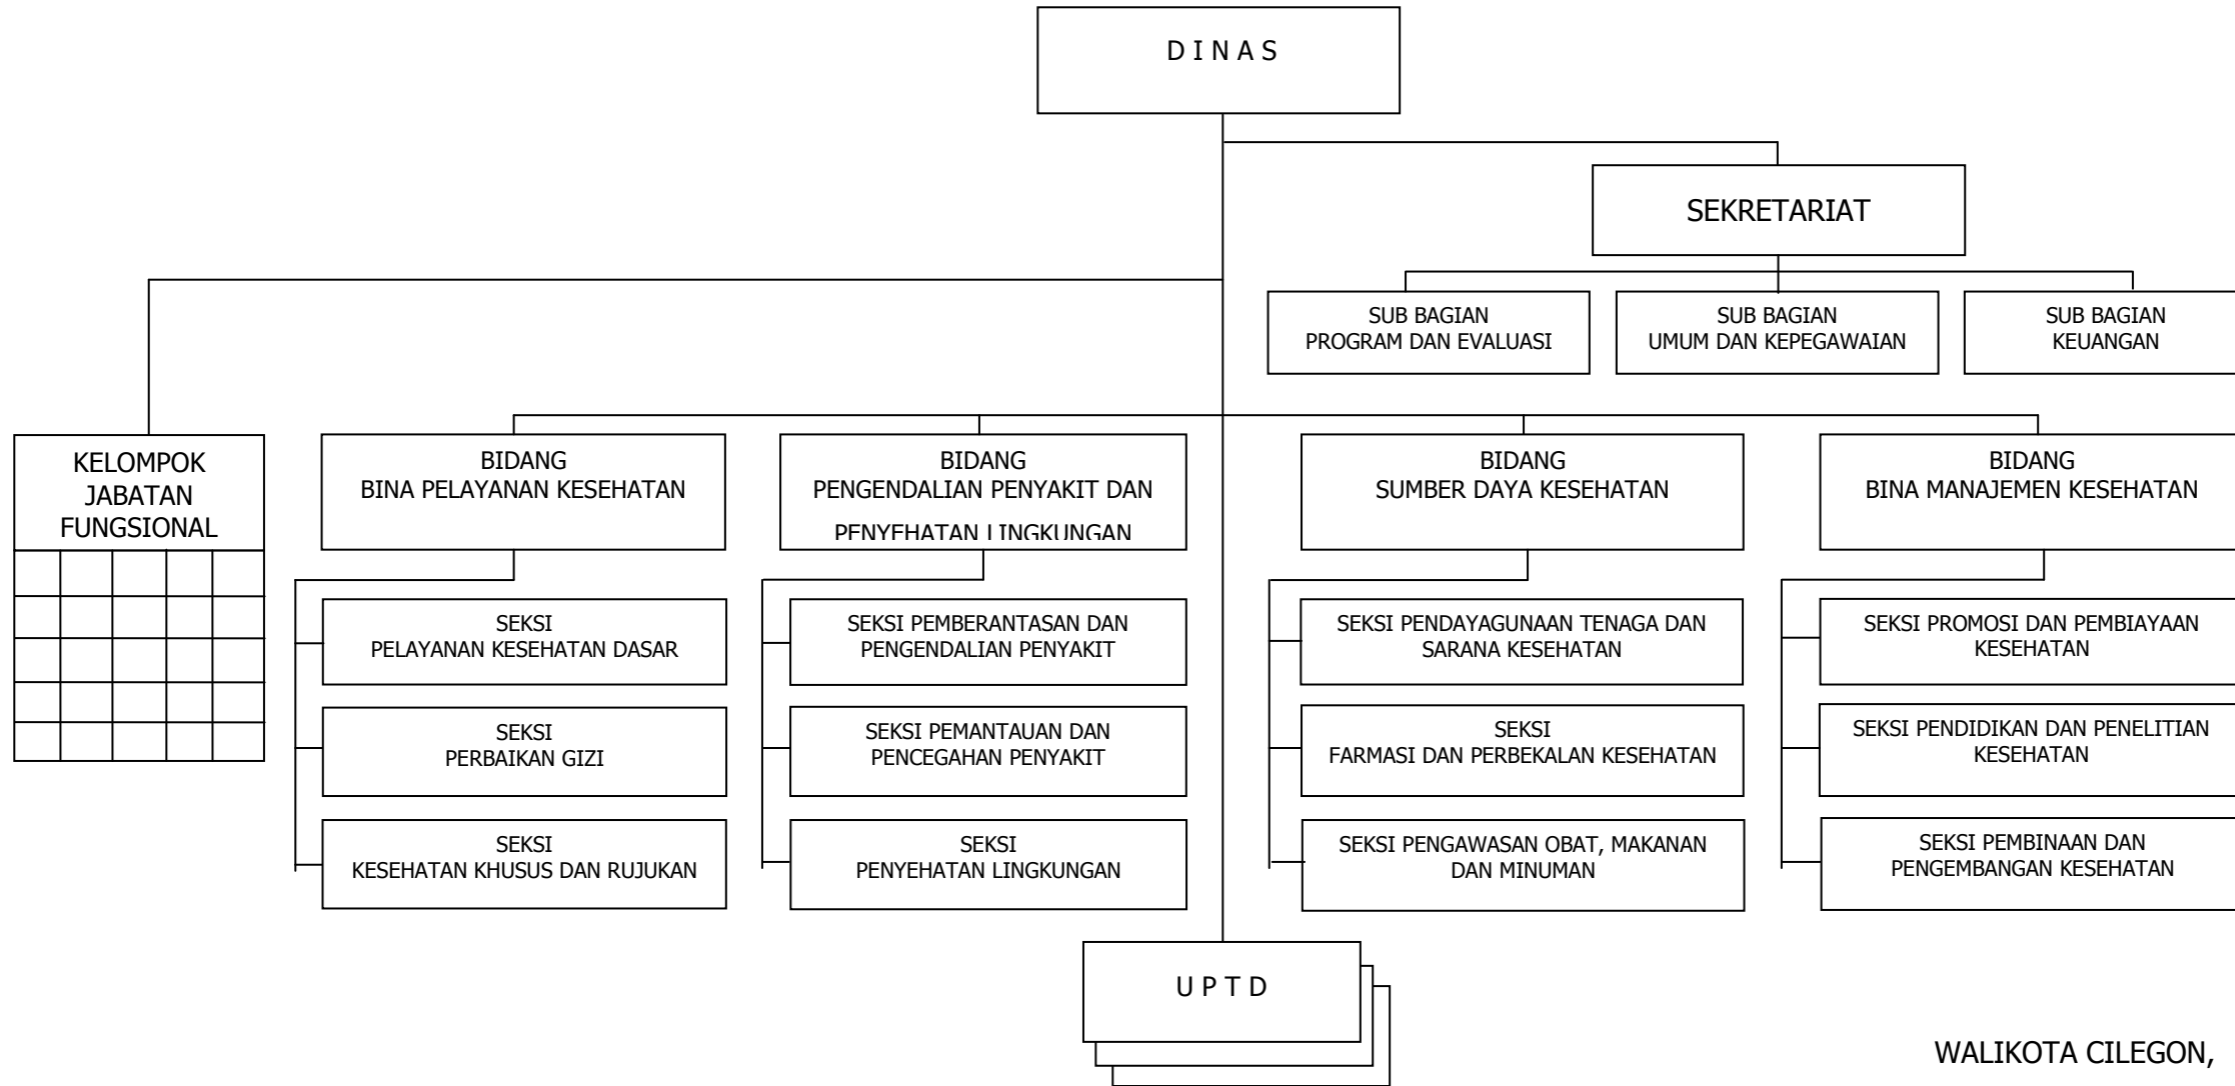 D I N A S
SEKRETARIAT
SUB BAGIAN
PROGRAM DAN EVALUASI
SUB BAGIAN
UMUM DAN KEPEGAWAIAN
SUB BAGIAN
KEUANGAN
KELOMPOK
JABATAN
FUNGSIONAL
BIDANG
BINA PELAYANAN KESEHATAN
BIDANG
PENGENDALIAN PENYAKIT DAN
PENYEHATAN LINGKUNGAN
BIDANG
SUMBER DAYA KESEHATAN
BIDANG
BINA MANAJEMEN KESEHATAN
SEKSI
PELAYANAN KESEHATAN DASAR
SEKSI
PERBAIKAN GIZI
SEKSI
KESEHATAN KHUSUS DAN RUJUKAN
SEKSI PEMBERANTASAN DAN
PENGENDALIAN PENYAKIT
SEKSI PEMANTAUAN DAN
PENCEGAHAN PENYAKIT
SEKSI
PENYEHATAN LINGKUNGAN
SEKSI PENDAYAGUNAAN TENAGA DAN
SARANA KESEHATAN
SEKSI
FARMASI DAN PERBEKALAN KESEHATAN
SEKSI PENGAWASAN OBAT, MAKANAN
DAN MINUMAN
SEKSI PROMOSI DAN PEMBIAYAAN
KESEHATAN
SEKSI PENDIDIKAN DAN PENELITIAN
KESEHATAN
SEKSI PEMBINAAN DAN
PENGEMBANGAN KESEHATAN
U P T D
WALIKOTA CILEGON,